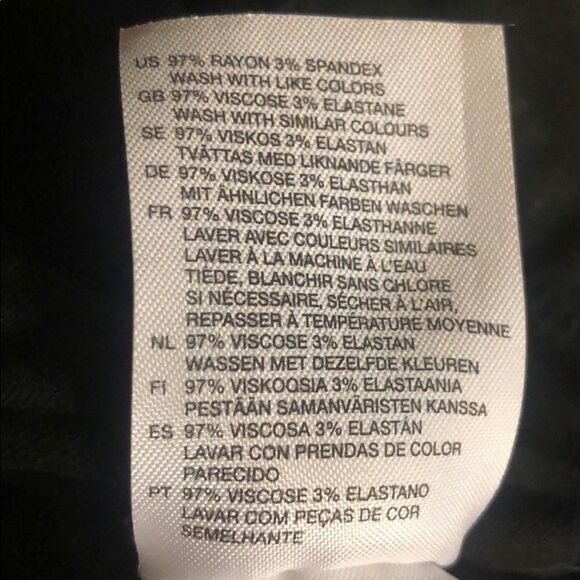 US 97% RAYON 3% SPANDEX
WASH WITH LIKE COLORS
GB 97% VISCOSE 3% ELASTANE
WASH WITH SIMILAR COLOURS
SE 97% VISKOS 3% ELASTAN
TVÄTTAS MED LIKNANDE FÄRGER
DE 97% VISKOSE 3% ELASTHAN
MIT ÄHNLICHEN FARBEN WASCHEN
FR 97% VISCOSE 3% ELASTHANNE
LAVER AVEC COULEURS SIMILAIRES
LAVER À LA MACHINE À L'EAU
TIÈDE, BLANCHIR SANS CHLORE
SI NÉCESSAIRE, SÉCHER À L'AIR,
REPASSER À TEMPÉRATURE MOYENNE
NL 97% VISCOSE 3% ELASTAN
WASSEN MET DEZELFDE KLEUREN
FI 97% VISKOOSIA 3% ELASTAANIA
PESTÄÄN SAMANVÄRISTEN KANSSA
ES 97% VISCOSA 3% ELASTÁN
LAVAR CON PRENDAS DE COLOR
PARECIDO
PT 97% VISCOSE 3% ELASTANO
LAVAR COM PEÇAS DE COR
SEMELHANTE